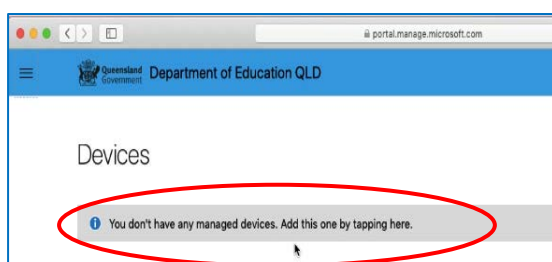 portal.manage.microsoft.com
Queensland
Government
Department of Education QLD
Devices
You don't have any managed devices. Add this one by tapping here.